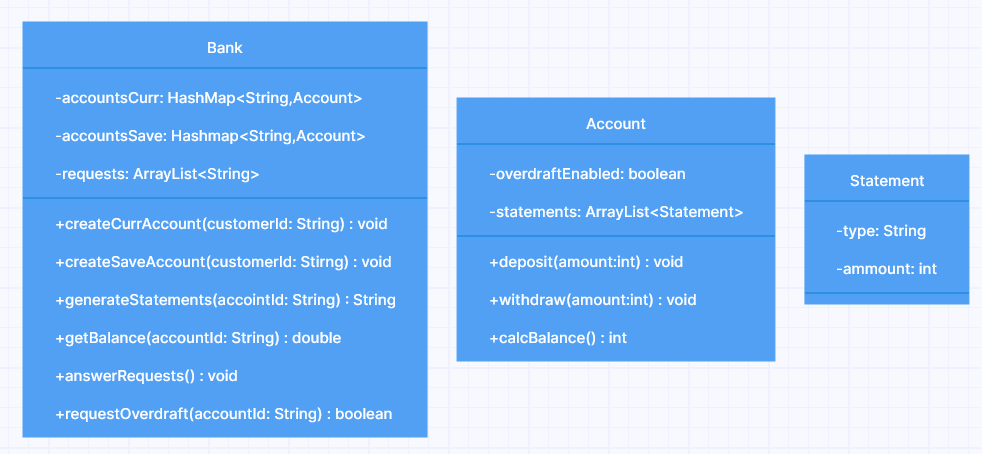 Bank
-accountsCurr: HashMap<String,Account>
-accountsSave: Hashmap<String,Account>
-requests: ArrayList<String>
+createCurrAccount(customerId: String) : void
+createSaveAccount(customerId: Stirng) : void
+generateStatements(accointId: String) : String
+getBalance(accountId: String) : double
+answerRequests() : void
+requestOverdraft(accountId: String) : boolean
Account
-overdraftEnabled: boolean
-statements: ArrayList<Statement>
+deposit(amount:int) : void
+withdraw(amount:int) : void
+calcBalance() : int
Statement
-type: String
-ammount: int